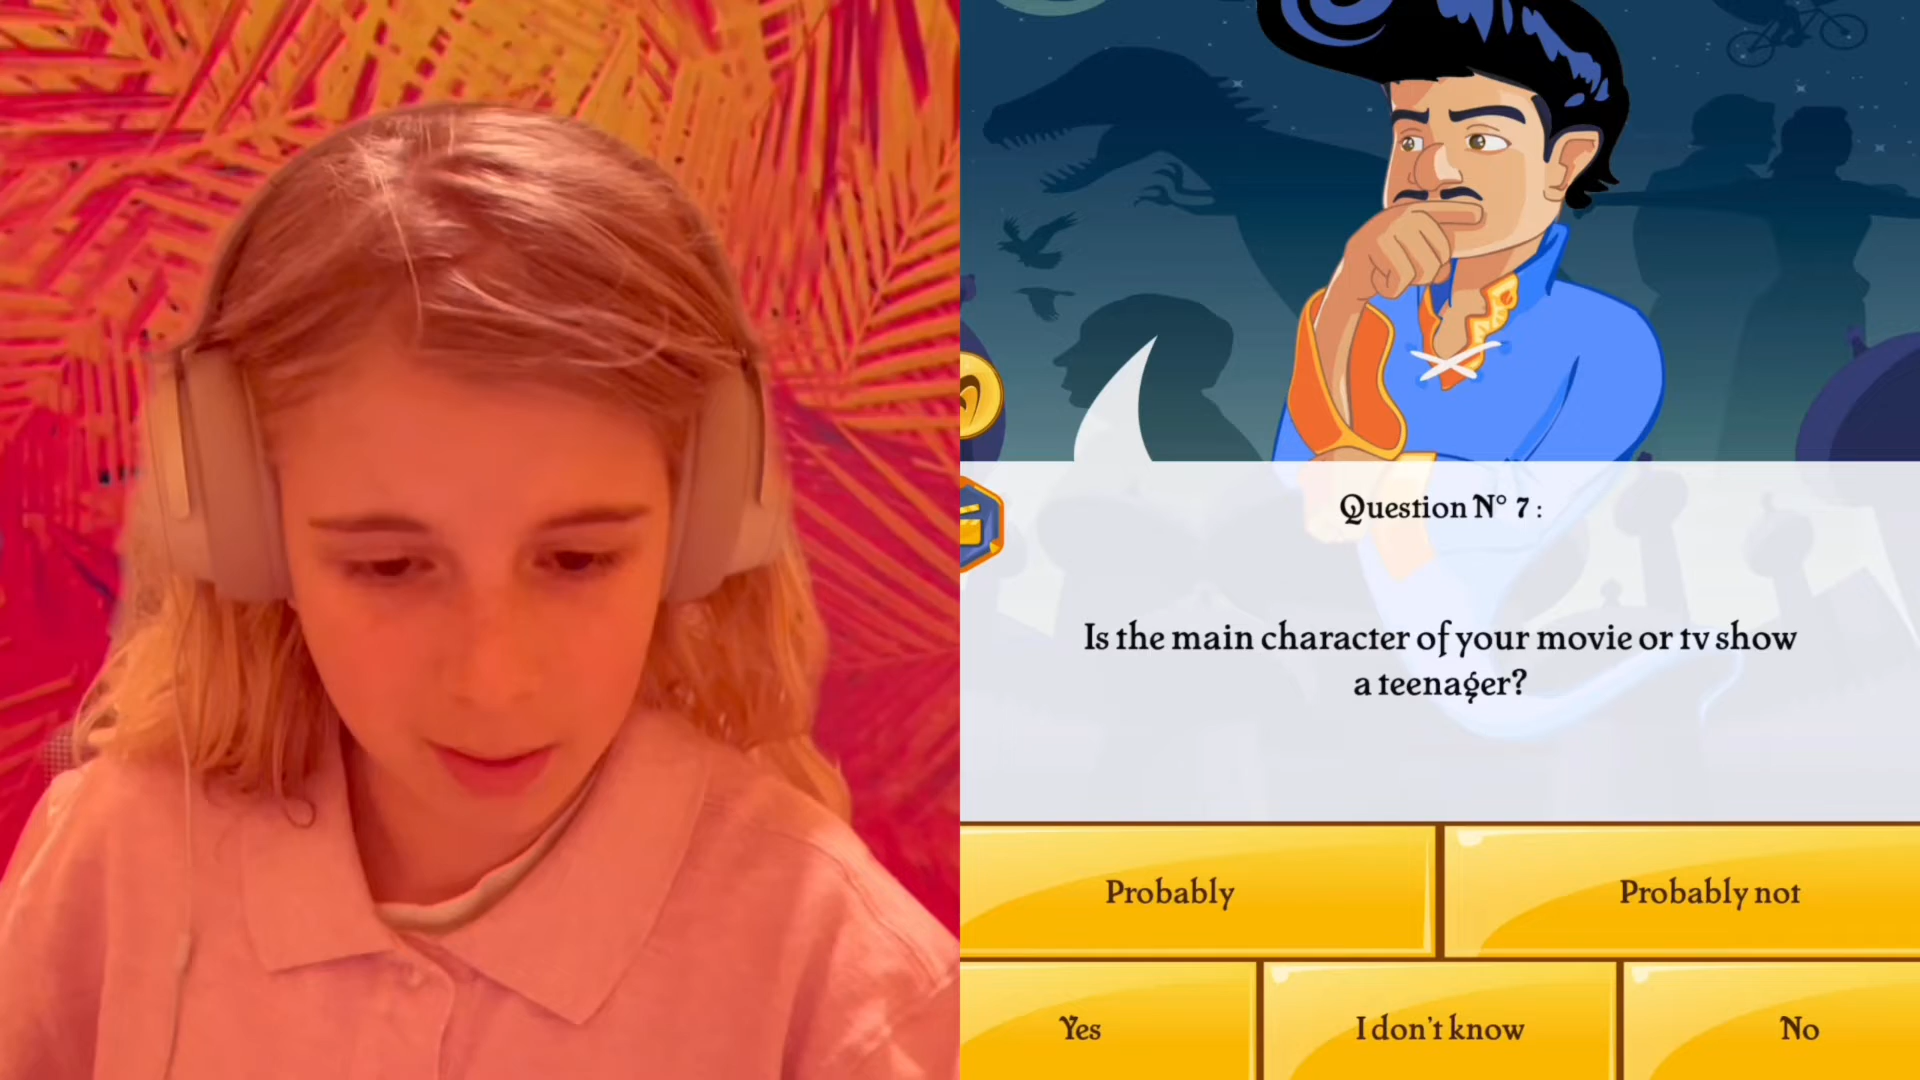 Question N° 7 :
Is the main character of your movie or tv show
a teenager?
Probably
Probably not
Yes
I don't know
No